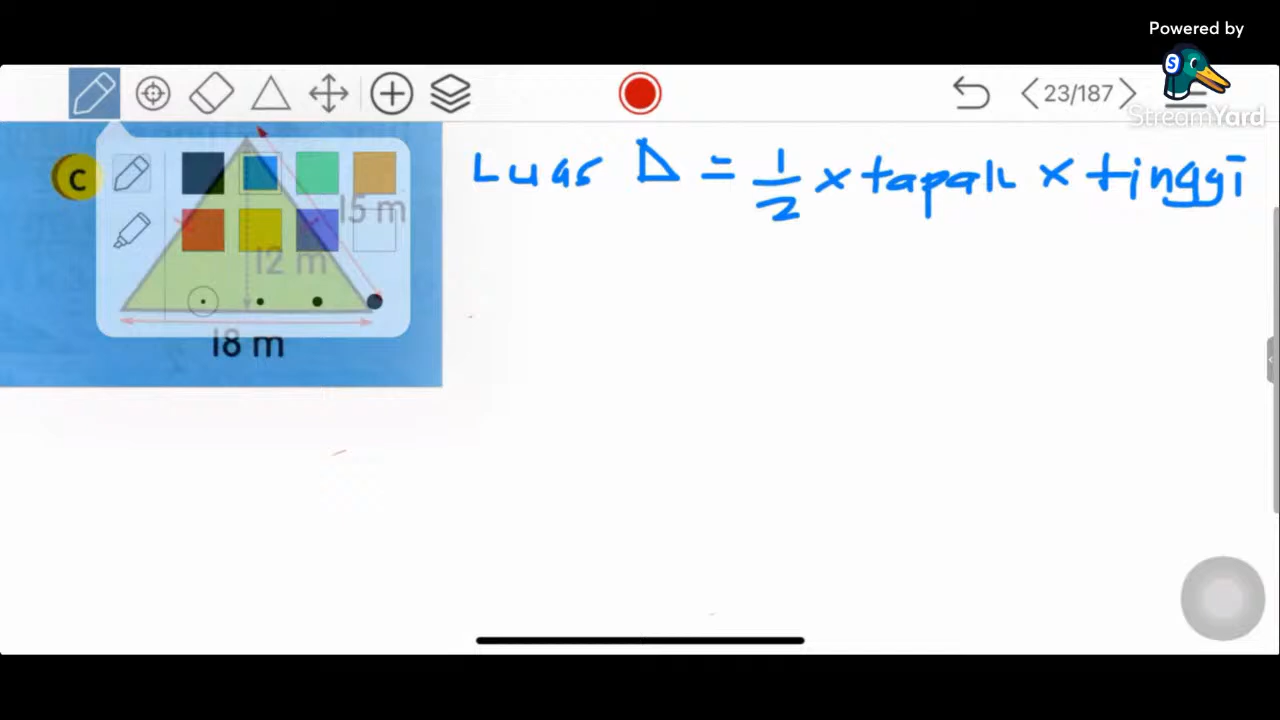 Powered by
StreamYard
23/187
C
Luas Δ = 1/2 x tapak x tinggi
15 m
12 m
18 m